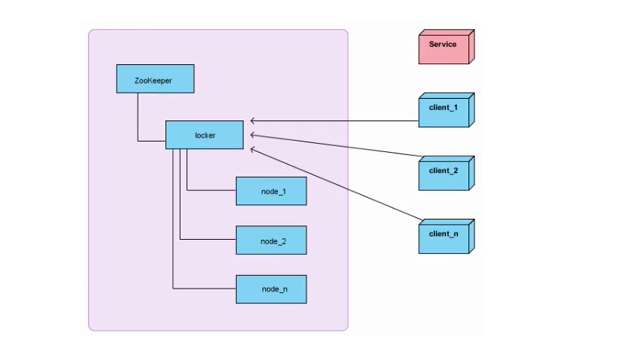 Service
ZooKeeper
client_1
locker
client_2
node_1
client_n
node_2
node_n